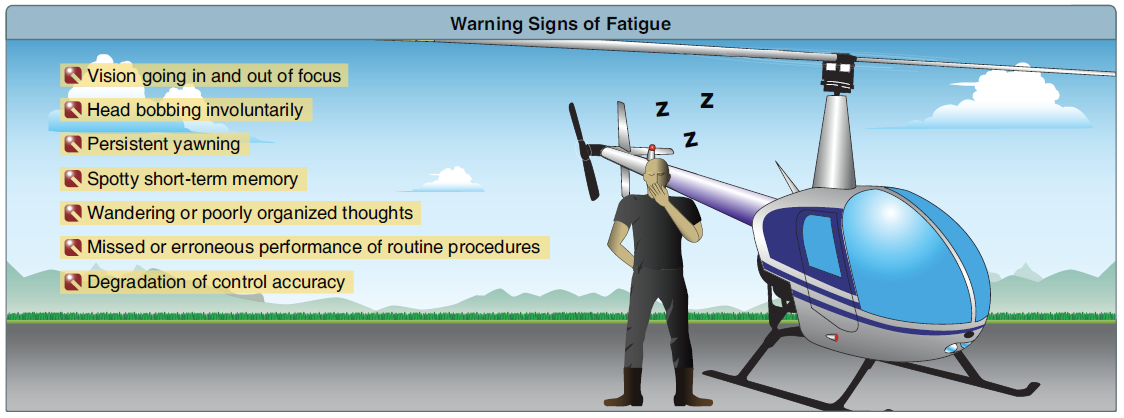 Warning Signs of Fatigue
Vision going in and out of focus
Head bobbing involuntarily
Persistent yawning
Spotty short-term memory
Wandering or poorly organized thoughts
Missed or erroneous performance of routine procedures
Degradation of control accuracy
z
z
z